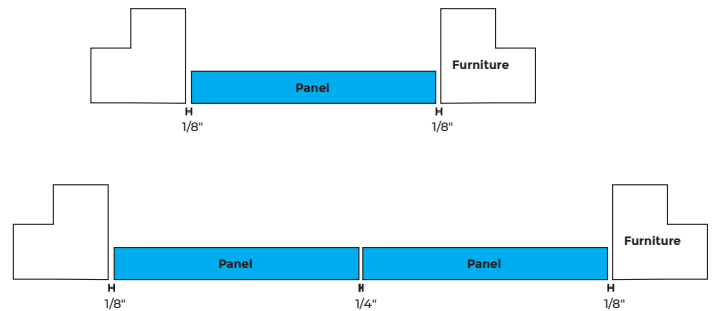 Furniture
Panel
1/8" 1/8"
Furniture
Panel Panel
1/8" 1/4" 1/8"